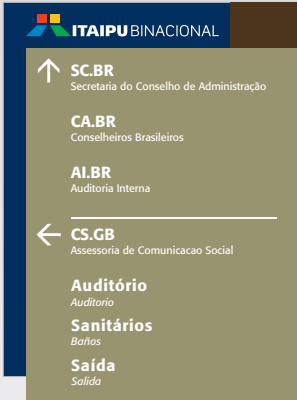 ITAIPU BINACIONAL
SC.BR
Secretaria do Conselho de Administração
CA.BR
Conselheiros Brasileiros
AI.BR
Auditoria Interna
CS.GB
Assessoria de Comunicacao Social
Auditório
Auditorio
Sanitários
Baños
Saída
Salida